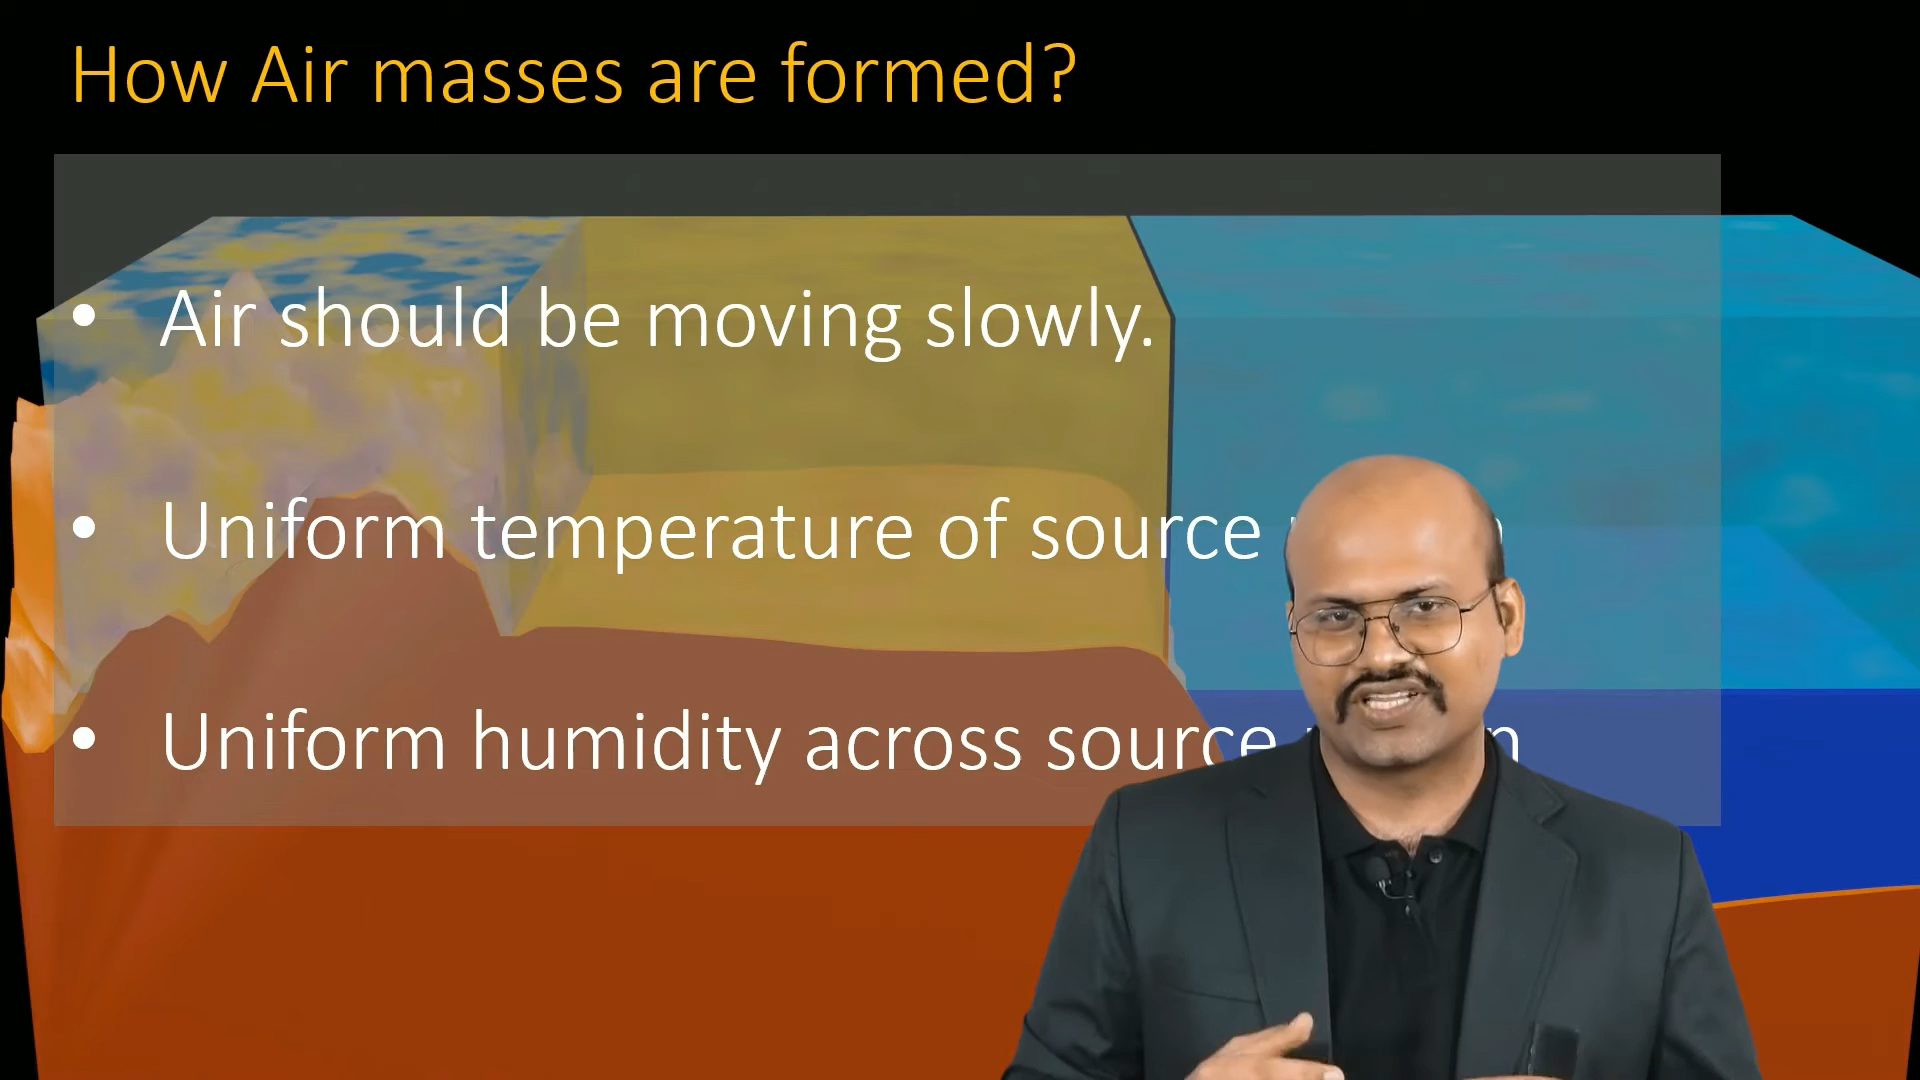 How Air masses are formed?
• Air should be moving slowly.
• Uniform temperature of source
• Uniform humidity across source